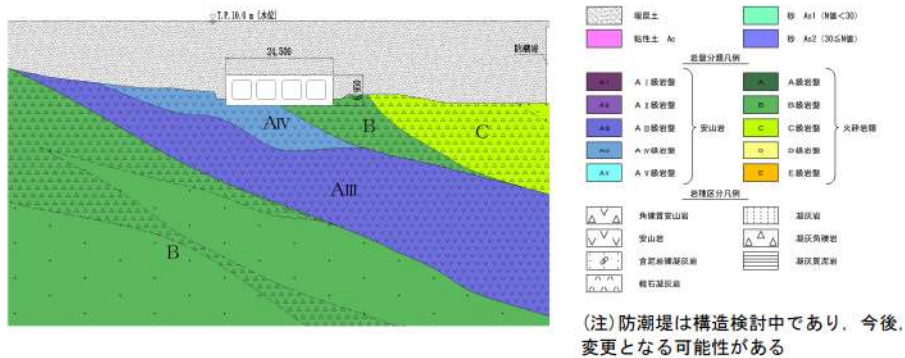 ▽T.P.10.0 m (水位)
防潮堤
24,500
6,950
AⅣ
B
C
AⅢ
B
埋戻土
砂 As1 (N値<30)
粘性土 Ac
砂 As2 (30≦N値)
岩盤分類凡例
AⅠ級岩盤
A A級岩盤
AⅡ級岩盤
B B級岩盤
AⅢ級岩盤
安山岩
C C級岩盤
火砕岩類
AⅣ級岩盤
D D級岩盤
AⅤ級岩盤
E E級岩盤
岩種区分凡例
角礫質安山岩
凝灰岩
安山岩
凝灰角礫岩
含泥岩礫凝灰岩
凝灰質泥岩
軽石凝灰岩
(注)防潮堤は構造検討中であり，今後，
変更となる可能性がある